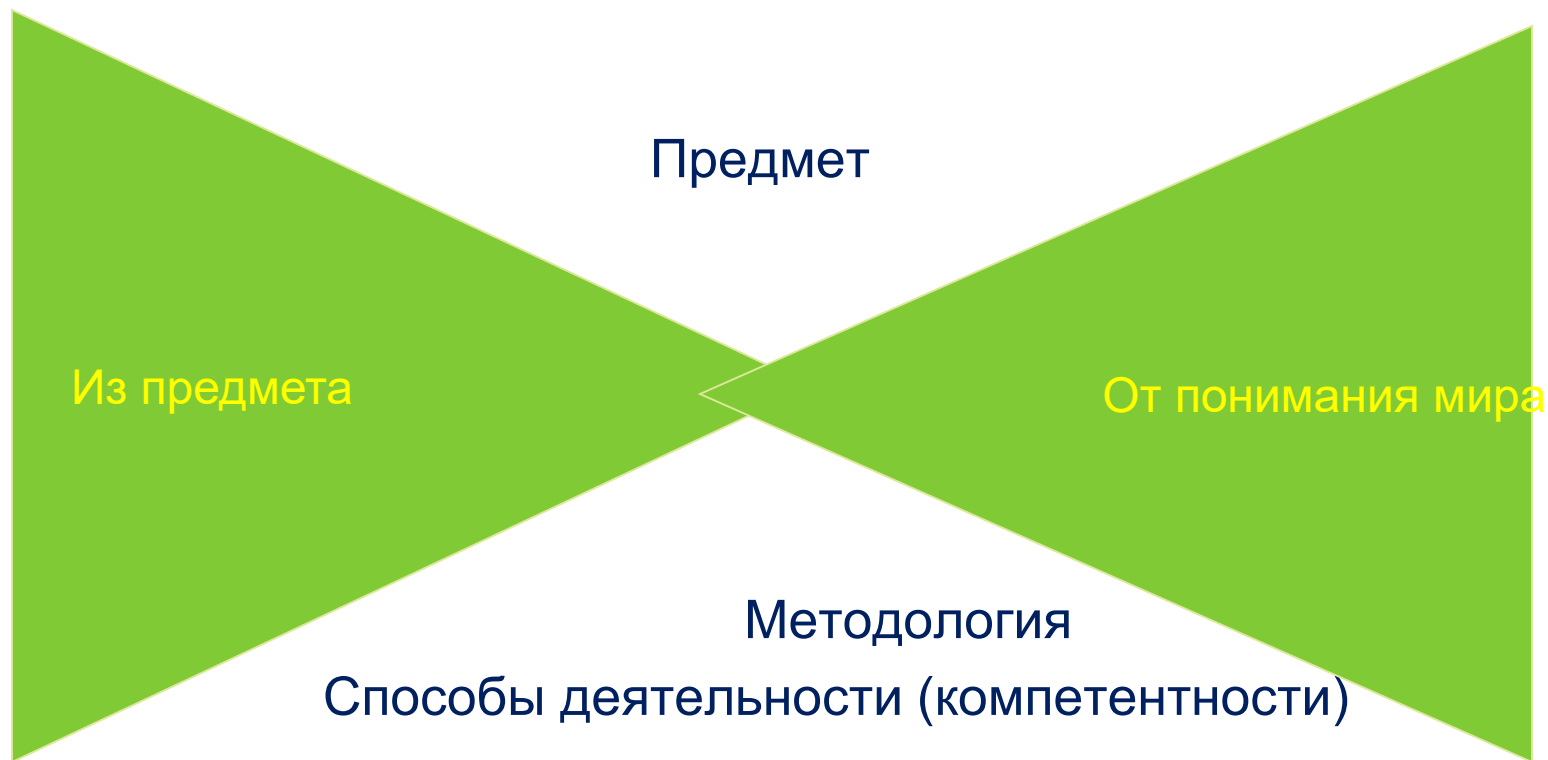 Предмет
Из предмета
От понимания мира
Методология
Способы деятельности (компетентности)